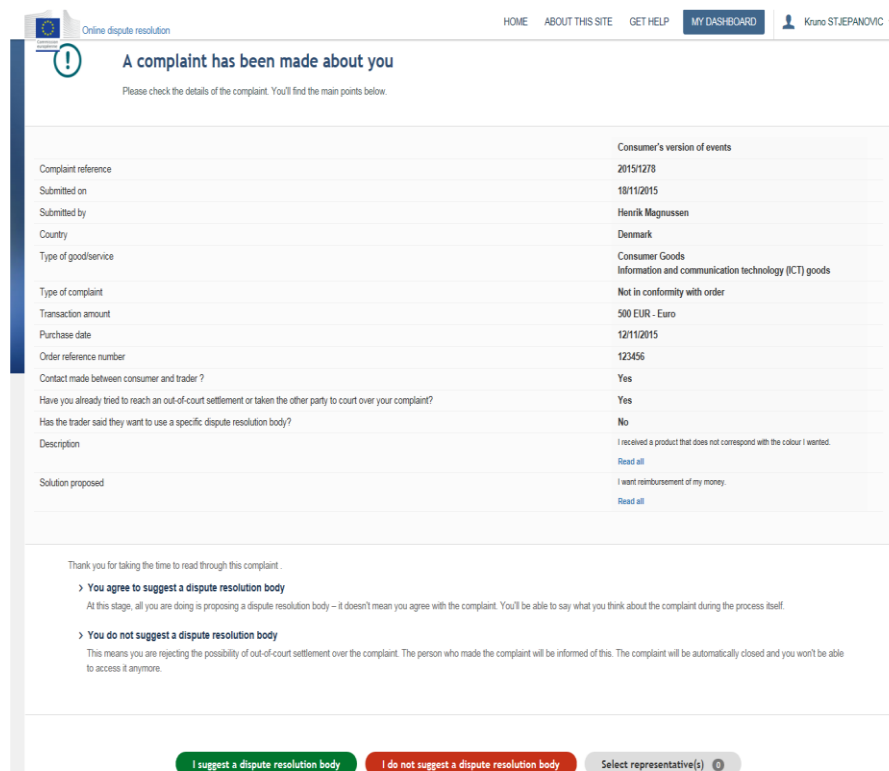 HOME ABOUT THIS SITE GET HELP MY DASHBOARD Kruno STJEPANOVIC
Online dispute resolution
A complaint has been made about you
Please check the details of the complaint. You'll find the main points below.
Consumer's version of events
Complaint reference 2015/1278
Submitted on 18/11/2015
Submitted by Henrik Magnussen
Country Denmark
Type of good/service Consumer Goods
Information and communication technology (ICT) goods
Type of complaint Not in conformity with order
Transaction amount 500 EUR - Euro
Purchase date 12/11/2015
Order reference number 123456
Contact made between consumer and trader ? Yes
Have you already tried to reach an out-of-court settlement or taken the other party to court over your complaint? Yes
Has the trader said they want to use a specific dispute resolution body? No
Description I received a product that does not correspond with the colour I wanted.
Read all
Solution proposed I want reimbursement of my money.
Read all
Thank you for taking the time to read through this complaint .
> You agree to suggest a dispute resolution body
At this stage, all you are doing is proposing a dispute resolution body – it doesn't mean you agree with the complaint. You'll be able to say what you think about the complaint during the process itself.
> You do not suggest a dispute resolution body
This means you are rejecting the possibility of out-of-court settlement over the complaint. The person who made the complaint will be informed of this. The complaint will be automatically closed and you won't be able
to access it anymore.
I suggest a dispute resolution body I do not suggest a dispute resolution body Select representative(s) 0